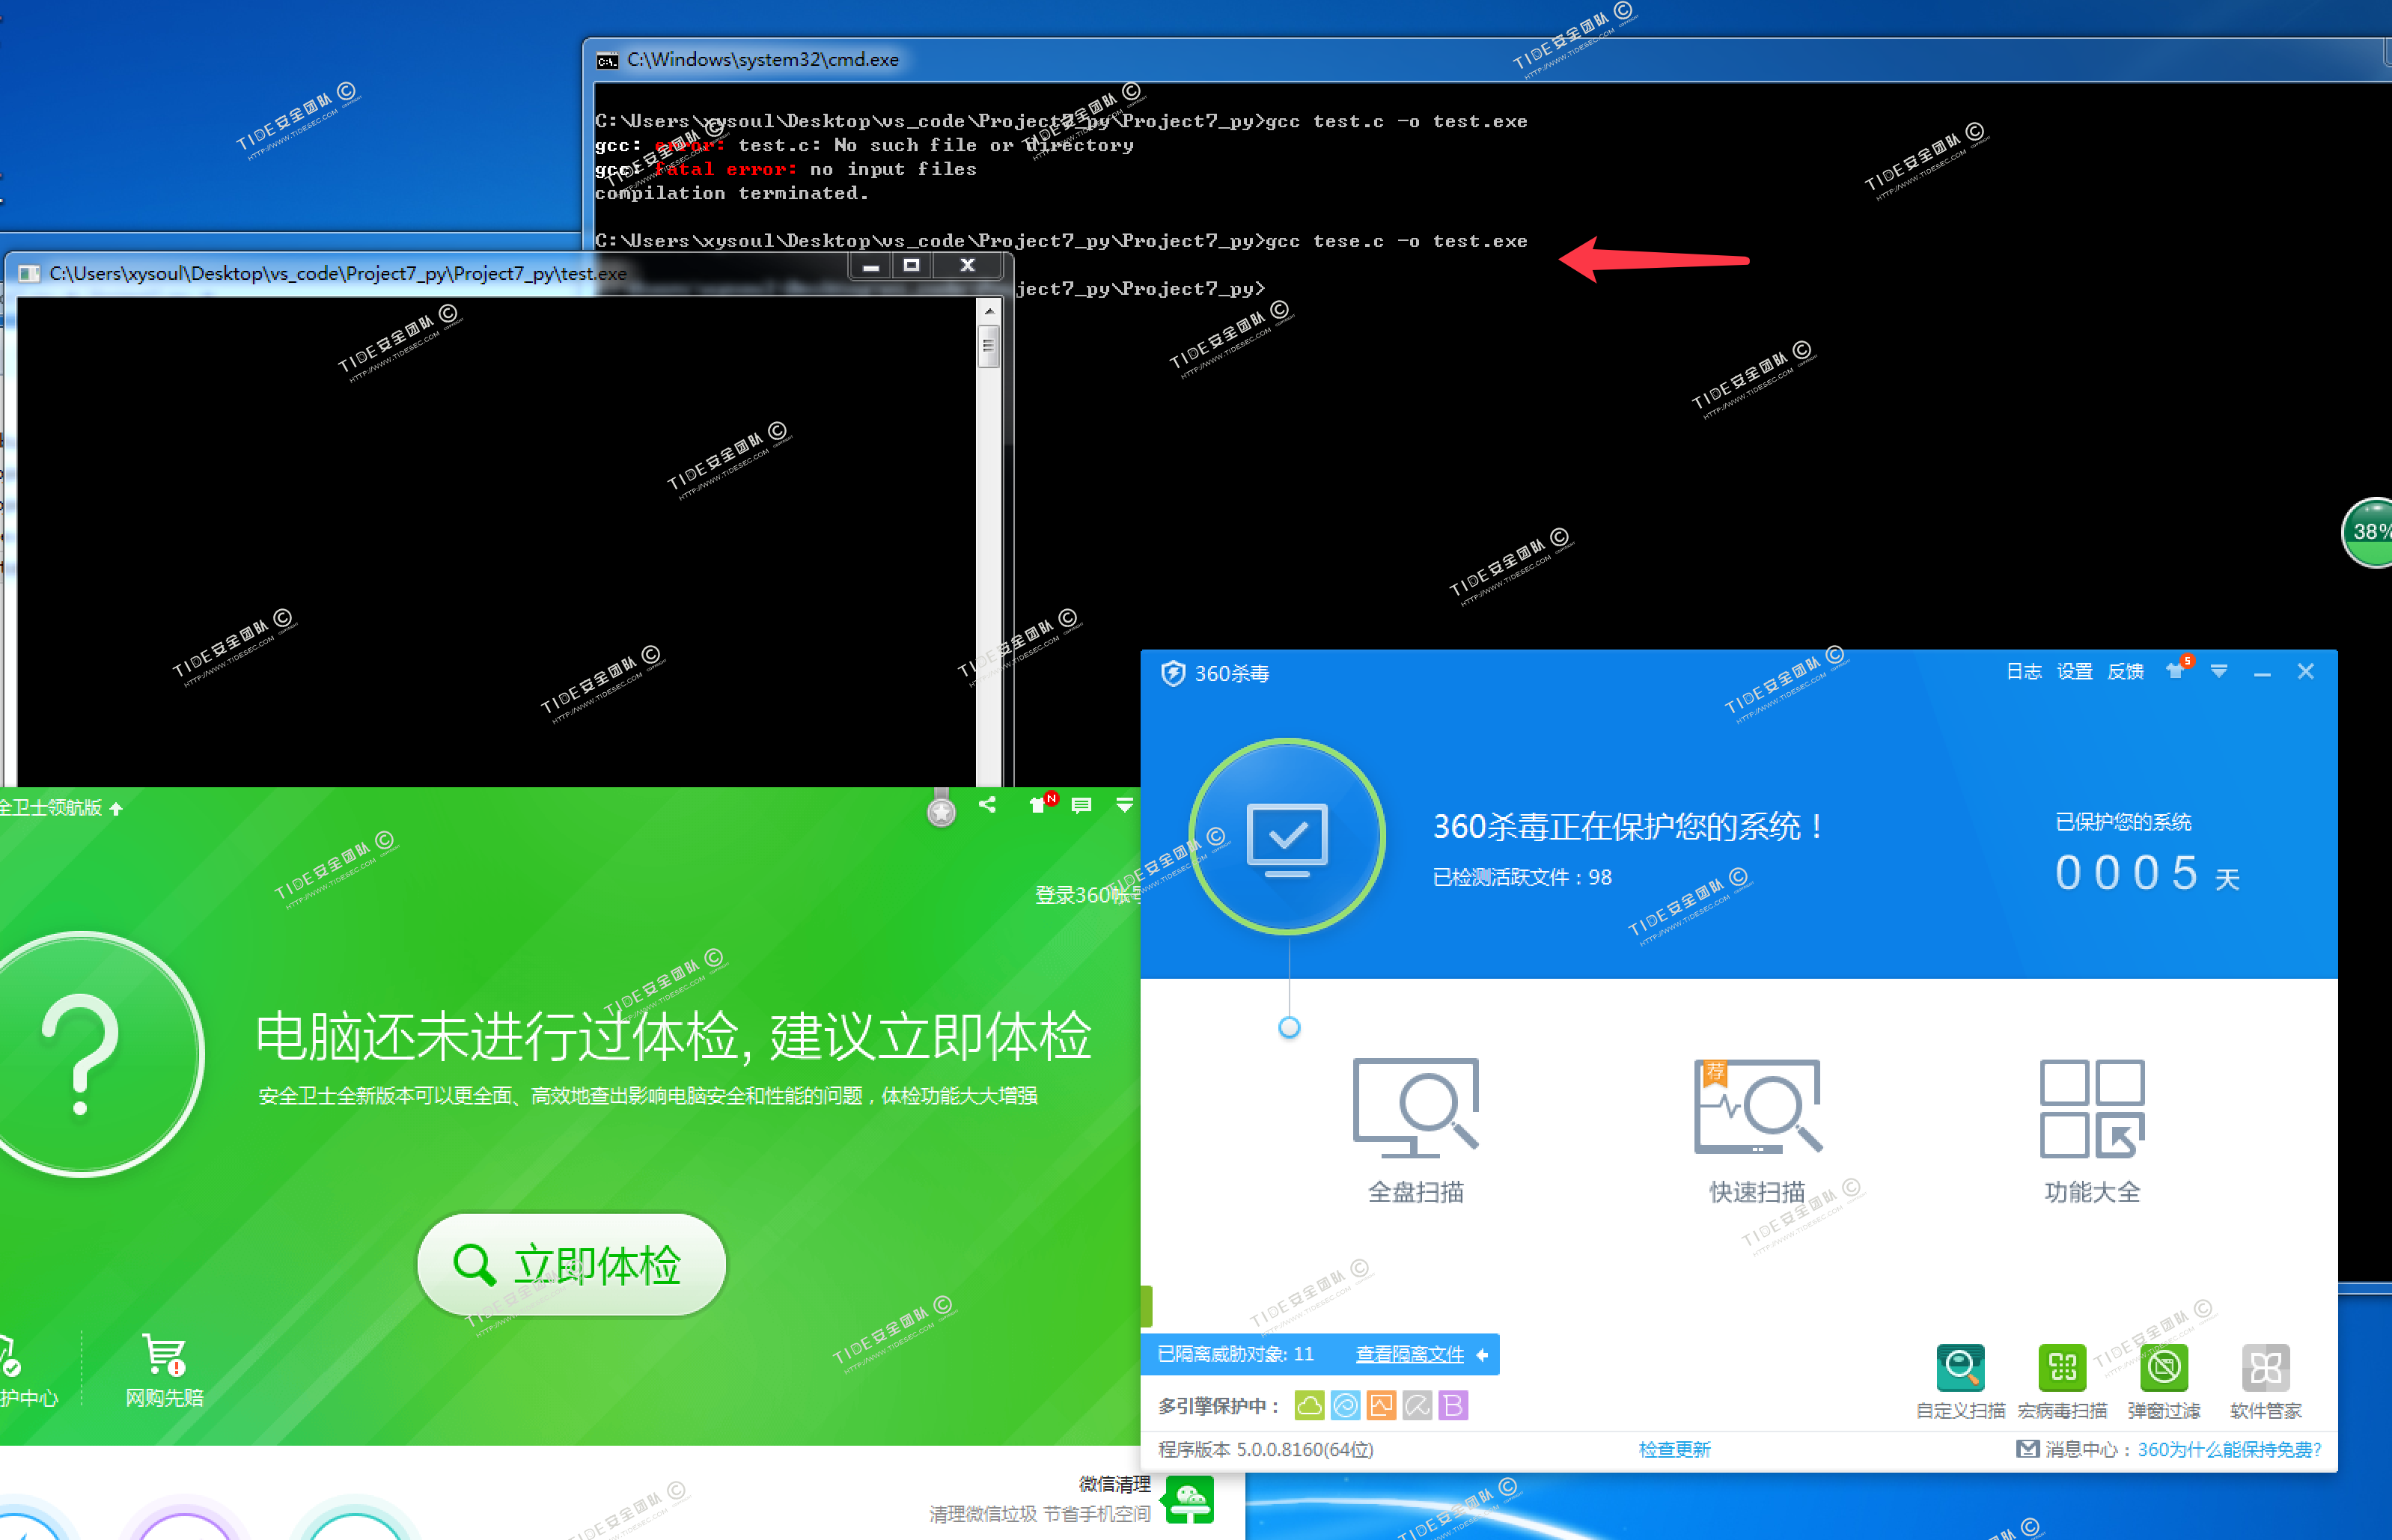 C:\Windows\system32\cmd.exe
C:\Users\xysoul\Desktop\vs_code\Project7_py\Project7_py>gcc test.c -o test.exe
gcc: error: test.c: No such file or directory
gcc: fatal error: no input files
compilation terminated.
C:\Users\xysoul\Desktop\vs_code\Project7_py\Project7_py>gcc tese.c -o test.exe
ject7_py\Project7_py>
C:\Users\xysoul\Desktop\vs_code\Project7_py\Project7_py\test.exe
38%
360杀毒
日志 设置 反馈 5
360杀毒正在保护您的系统！
已检测活跃文件：98
已保护您的系统
0005 天
全盘扫描
荐
快速扫描
功能大全
已隔离威胁对象: 11 查看隔离文件
多引擎保护中：
自定义扫描 宏病毒扫描 弹窗过滤 软件管家
程序版本 5.0.0.8160(64位) 检查更新 消息中心：360为什么能保持免费?
全卫士领航版
N
登录360帐号
电脑还未进行过体检, 建议立即体检
安全卫士全新版本可以更全面、高效地查出影响电脑安全和性能的问题，体检功能大大增强
立即体检
护中心
网购先赔
微信清理
清理微信垃圾 节省手机空间
TIDE安全团队 ©
HTTP://WWW.TIDESEC.COM
COPYRIGHT